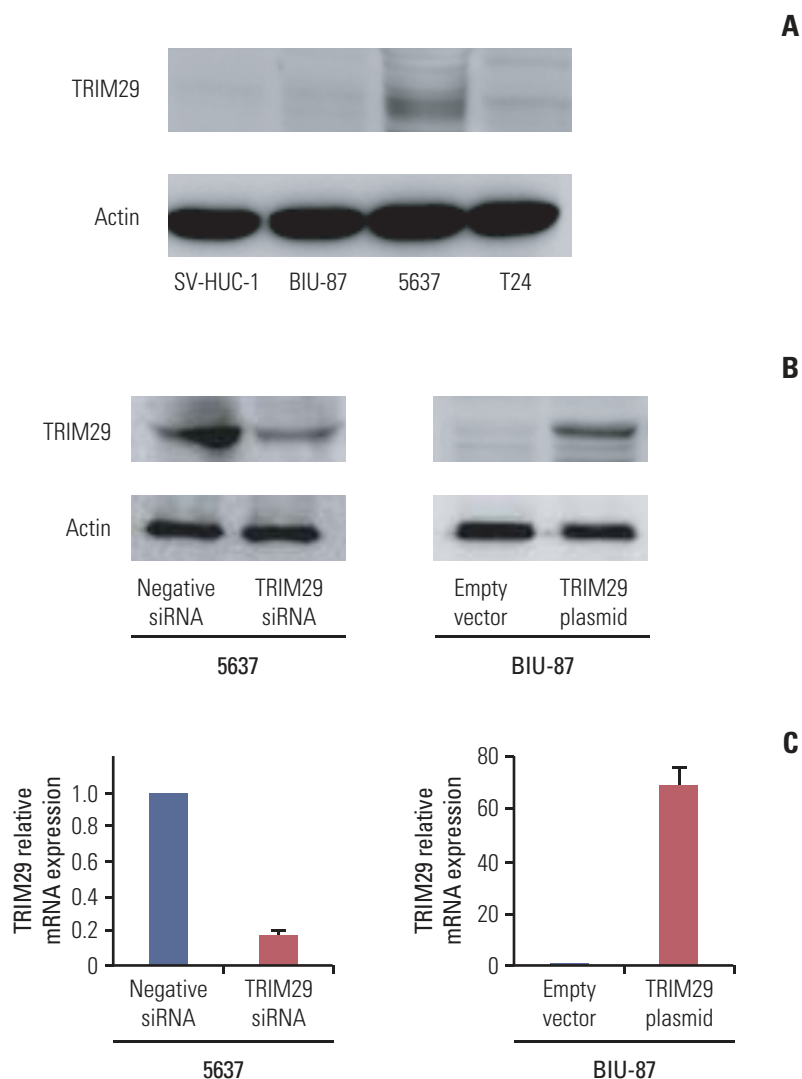 A
TRIM29
Actin
SV-HUC-1 BIU-87 5637 T24
B
TRIM29
Actin
Negative siRNA
TRIM29 siRNA
5637
Empty vector
TRIM29 plasmid
BIU-87
C
TRIM29 relative
mRNA expression
1.0
0.8
0.6
0.4
0.2
0
Negative siRNA
TRIM29 siRNA
5637
TRIM29 relative
mRNA expression
80
60
40
20
0
Empty vector
TRIM29 plasmid
BIU-87